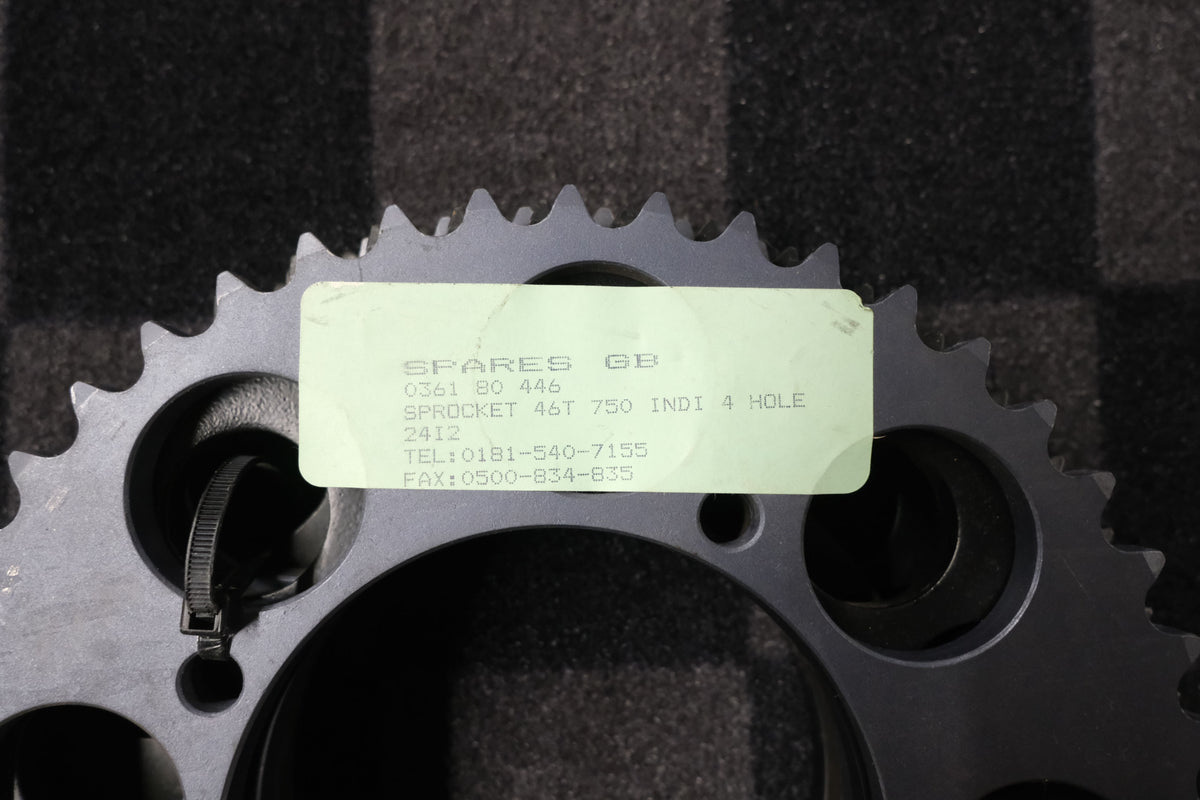 SPARES GB
0361 80 446
SPROCKET 46T 750 INDI 4 HOLE
24I2
TEL:0181-540-7155
FAX:0500-834-835